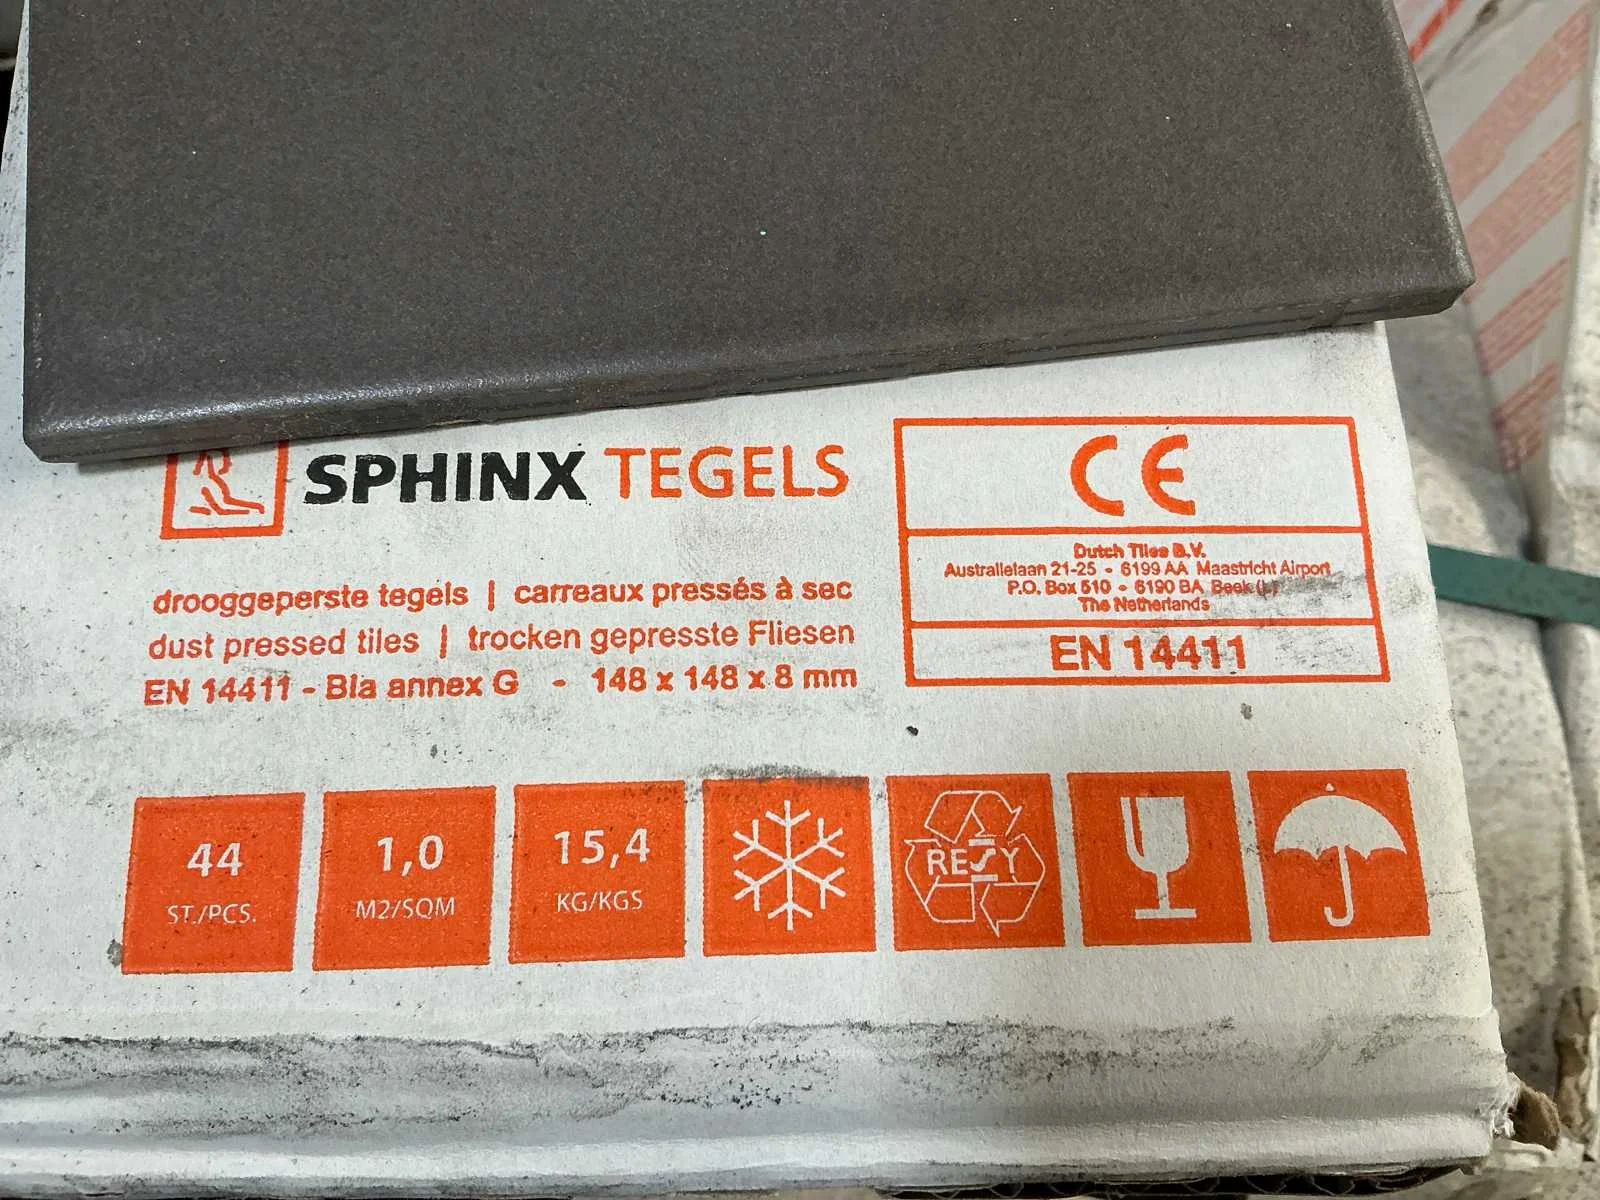 SPHINX TEGELS
drooggeperste tegels | carreaux pressés à sec
dust pressed tiles | trocken gepresste Fliesen
EN 14411 - BIa annex G - 148 x 148 x 8 mm
CE
Dutch Tiles B.V.
Australielaan 21-25 - 6199 AA Maastricht Airport
P.O. Box 510 - 6190 BA Beek (L)
The Netherlands
EN 14411
44
ST./PCS.
1,0
M2/SQM
15,4
KG/KGS
RESY